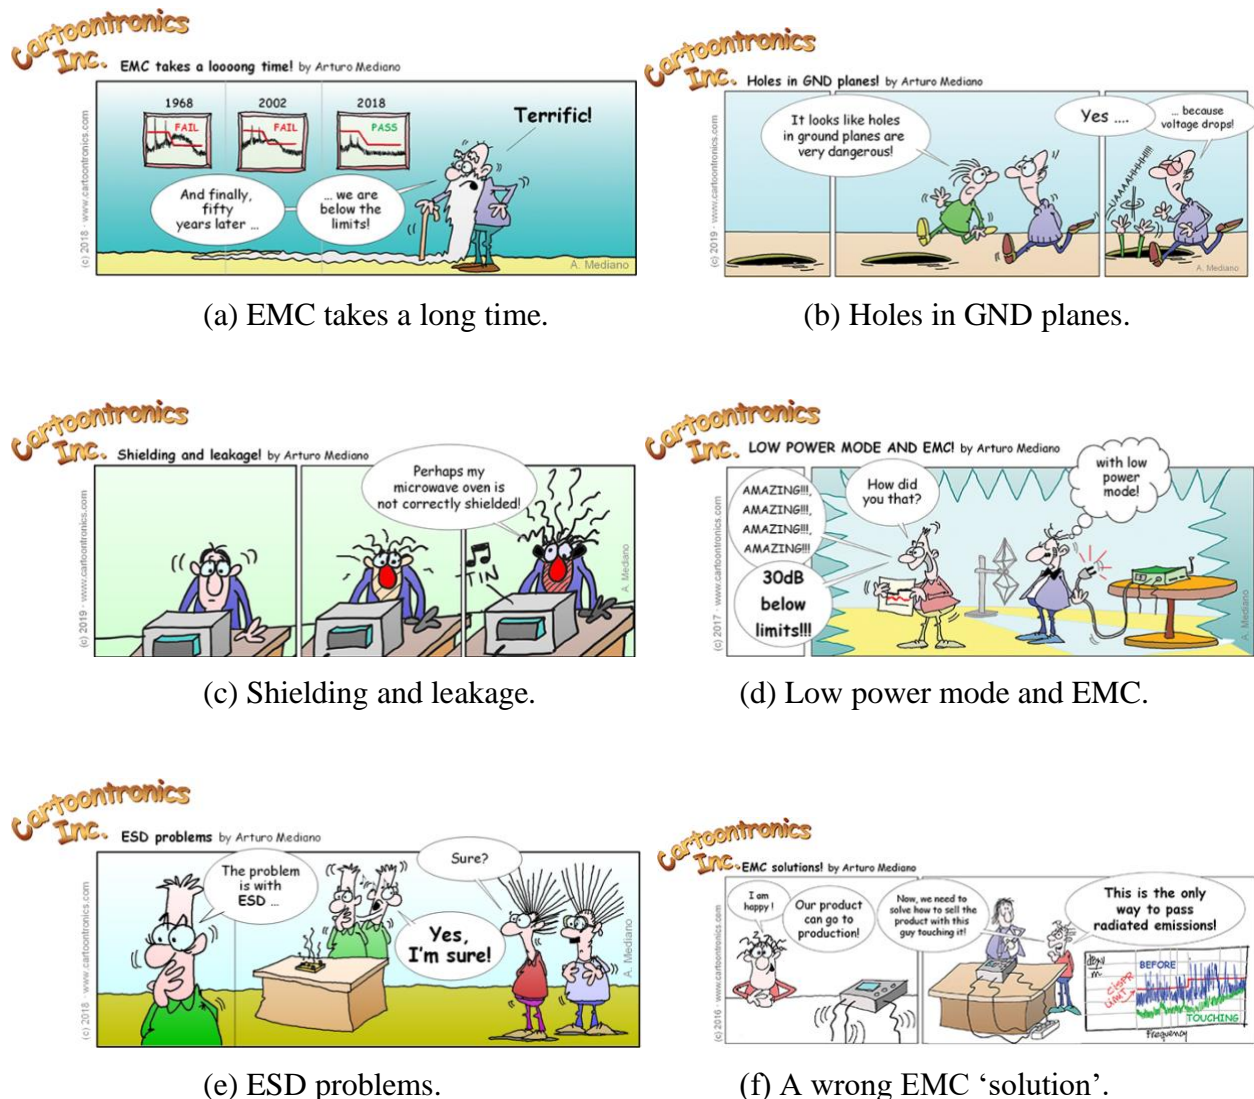 Cartoontronics
Inc.
EMC takes a loooong time! by Arturo Mediano
(c) 2018 - www.cartoontronics.com
1968
2002
2018
FAIL
FAIL
PASS
Terrific!
And finally,
fifty
years later ...
... we are
below the
limits!
A. Mediano
(a) EMC takes a long time.
Cartoontronics
Inc.
Holes in GND planes! by Arturo Mediano
(c) 2019 - www.cartoontronics.com
It looks like holes
in ground planes are
very dangerous!
Yes ....
... because
voltage drops!
UAAAAHHHH!!!!
A. Mediano
(b) Holes in GND planes.
Cartoontronics
Inc.
Shielding and leakage! by Arturo Mediano
(c) 2019 - www.cartoontronics.com
Perhaps my
microwave oven is
not correctly shielded!
TIN
A. Mediano
(c) Shielding and leakage.
Cartoontronics
Inc.
LOW POWER MODE AND EMC! by Arturo Mediano
(c) 2017 - www.cartoontronics.com
AMAZING!!!,
AMAZING!!!,
AMAZING!!!,
AMAZING!!!
30dB
below
limits!!!
How did
you that?
with low
power
mode!
A. Mediano
(d) Low power mode and EMC.
Cartoontronics
Inc.
ESD problems by Arturo Mediano
(c) 2018 - www.cartoontronics.com
The problem
is with
ESD ...
Yes,
I'm sure!
Sure?
A. Mediano
(e) ESD problems.
Cartoontronics
Inc.
EMC solutions! by Arturo Mediano
(c) 2016 - www.cartoontronics.com
I am
happy !
Our product
can go to
production!
Now, we need to
solve how to sell the
product with this
guy touching it!
This is the only
way to pass
radiated emissions!
dBµV
m
BEFORE
CISPR
LIMIT
TOUCHING
Frequency
(f) A wrong EMC ‘solution’.